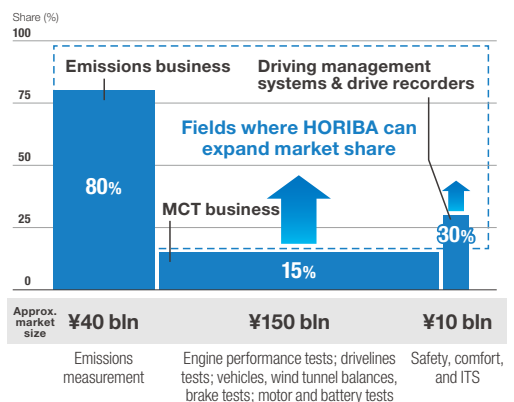 Share (%)
100
Emissions business
Driving management
systems & drive recorders
75
Fields where HORIBA can
expand market share
50
80%
MCT business
25
30%
15%
0
Approx.
market
size
¥40 bln
¥150 bln
¥10 bln
Emissions
measurement
Engine performance tests; drivelines
tests; vehicles, wind tunnel balances,
brake tests; motor and battery tests
Safety, comfort,
and ITS